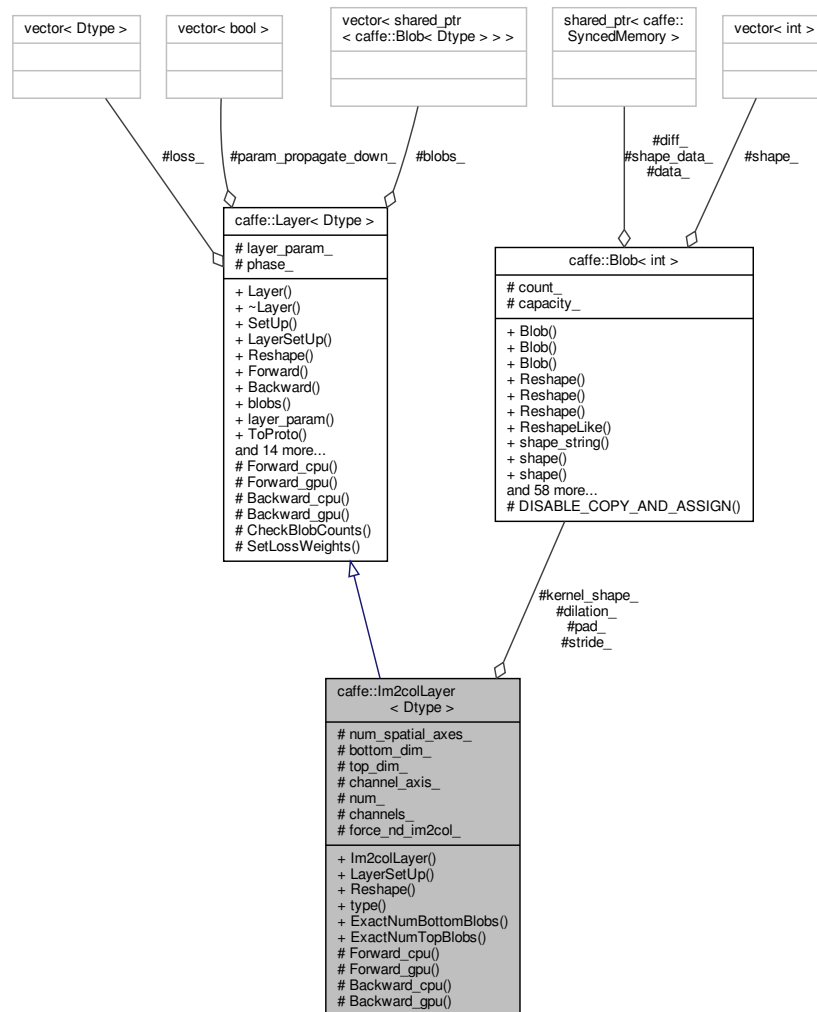 vector< Dtype >
vector< bool >
vector< shared_ptr
< caffe::Blob< Dtype > > >
shared_ptr< caffe::
SyncedMemory >
vector< int >
#loss_
#param_propagate_down_
#blobs_
#diff_
#shape_data_
#data_
#shape_
caffe::Layer< Dtype >
# layer_param_
# phase_
+ Layer()
+ ~Layer()
+ SetUp()
+ LayerSetUp()
+ Reshape()
+ Forward()
+ Backward()
+ blobs()
+ layer_param()
+ ToProto()
and 14 more...
# Forward_cpu()
# Forward_gpu()
# Backward_cpu()
# Backward_gpu()
# CheckBlobCounts()
# SetLossWeights()
caffe::Blob< int >
# count_
# capacity_
+ Blob()
+ Blob()
+ Blob()
+ Reshape()
+ Reshape()
+ Reshape()
+ ReshapeLike()
+ shape_string()
+ shape()
+ shape()
and 58 more...
# DISABLE_COPY_AND_ASSIGN()
#kernel_shape_
#dilation_
#pad_
#stride_
caffe::Im2colLayer
< Dtype >
# num_spatial_axes_
# bottom_dim_
# top_dim_
# channel_axis_
# num_
# channels_
# force_nd_im2col_
+ Im2colLayer()
+ LayerSetUp()
+ Reshape()
+ type()
+ ExactNumBottomBlobs()
+ ExactNumTopBlobs()
# Forward_cpu()
# Forward_gpu()
# Backward_cpu()
# Backward_gpu()